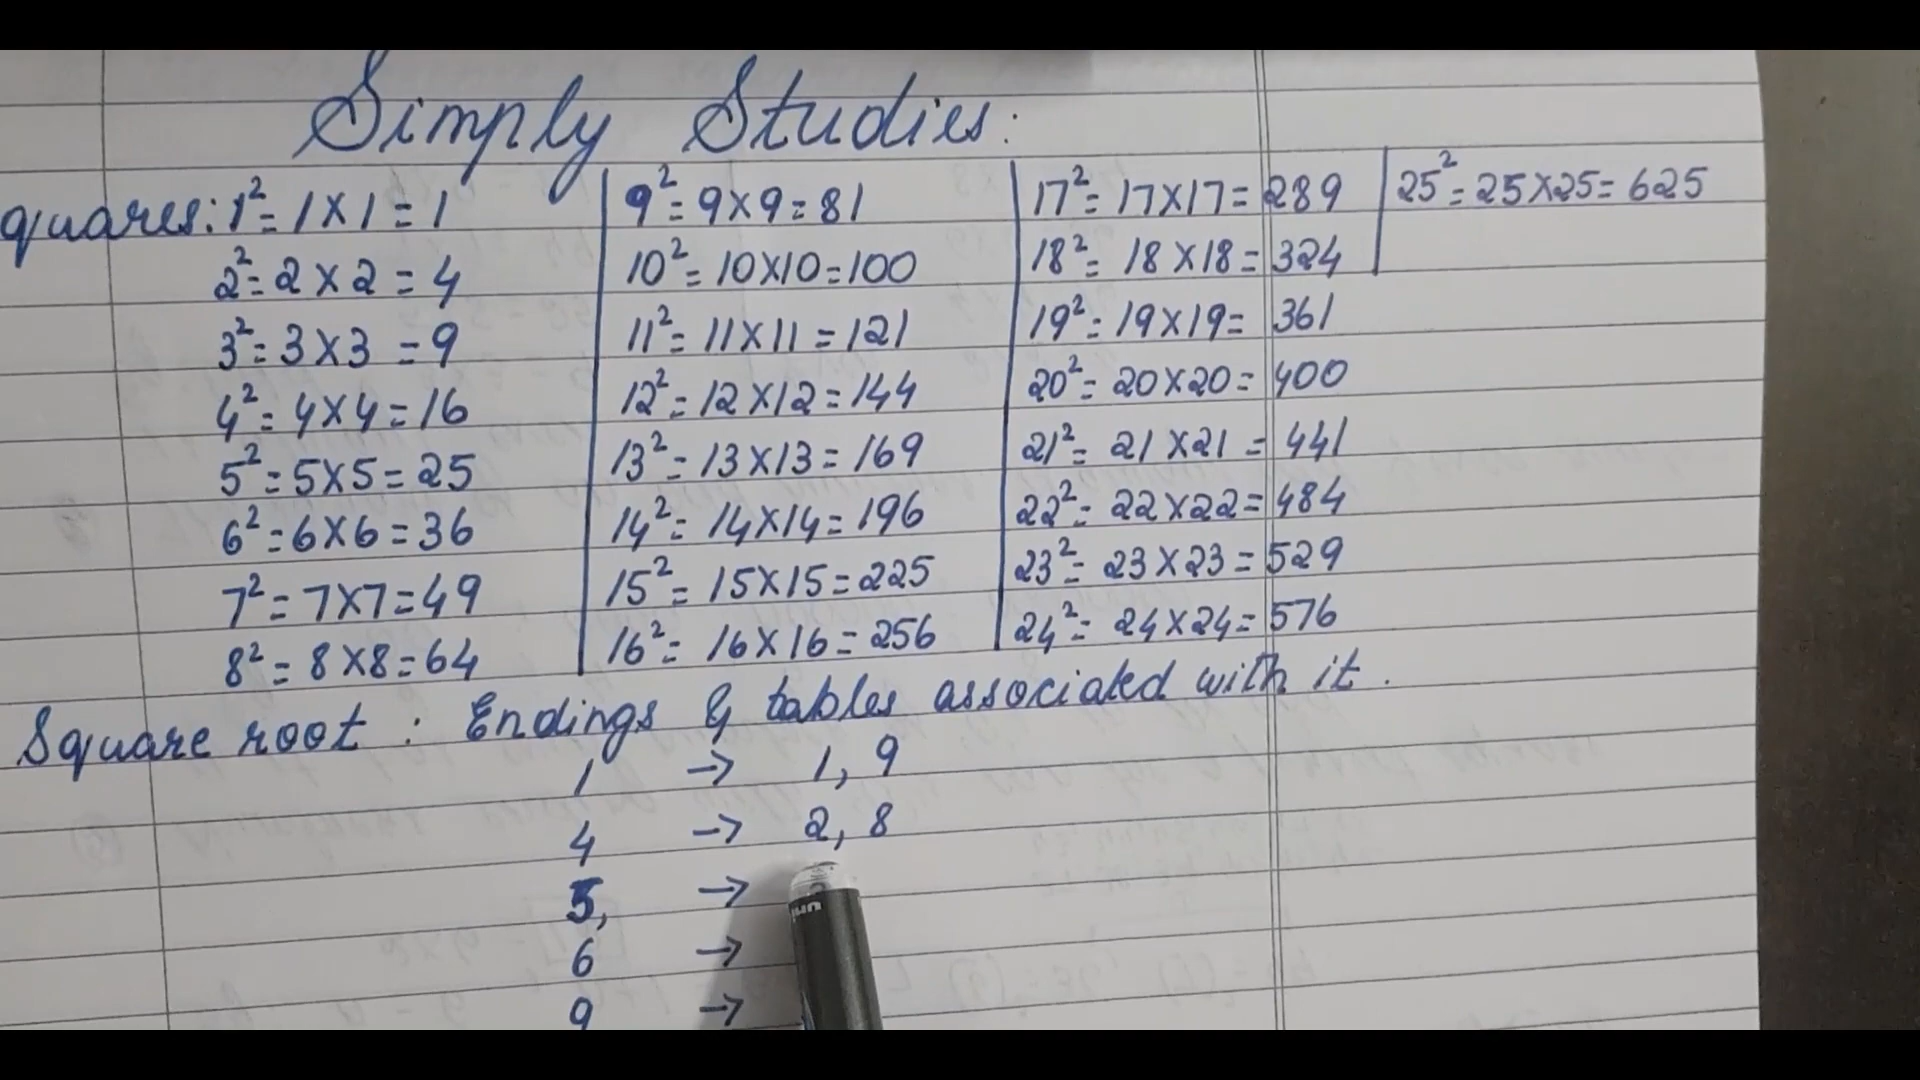 Simply Studies:
quares: 1² = 1×1 = 1
2² = 2×2 = 4
3² = 3×3 = 9
4² = 4×4 = 16
5² = 5×5 = 25
6² = 6×6 = 36
7² = 7×7 = 49
8² = 8×8 = 64
9² = 9×9 = 81
10² = 10×10 = 100
11² = 11×11 = 121
12² = 12×12 = 144
13² = 13×13 = 169
14² = 14×14 = 196
15² = 15×15 = 225
16² = 16×16 = 256
17² = 17×17 = 289
18² = 18×18 = 324
19² = 19×19 = 361
20² = 20×20 = 400
21² = 21×21 = 441
22² = 22×22 = 484
23² = 23×23 = 529
24² = 24×24 = 576
25² = 25×25 = 625
Square root : Endings & tables associated with it.
1 → 1, 9
4 → 2, 8
5, →
6 →
9 →